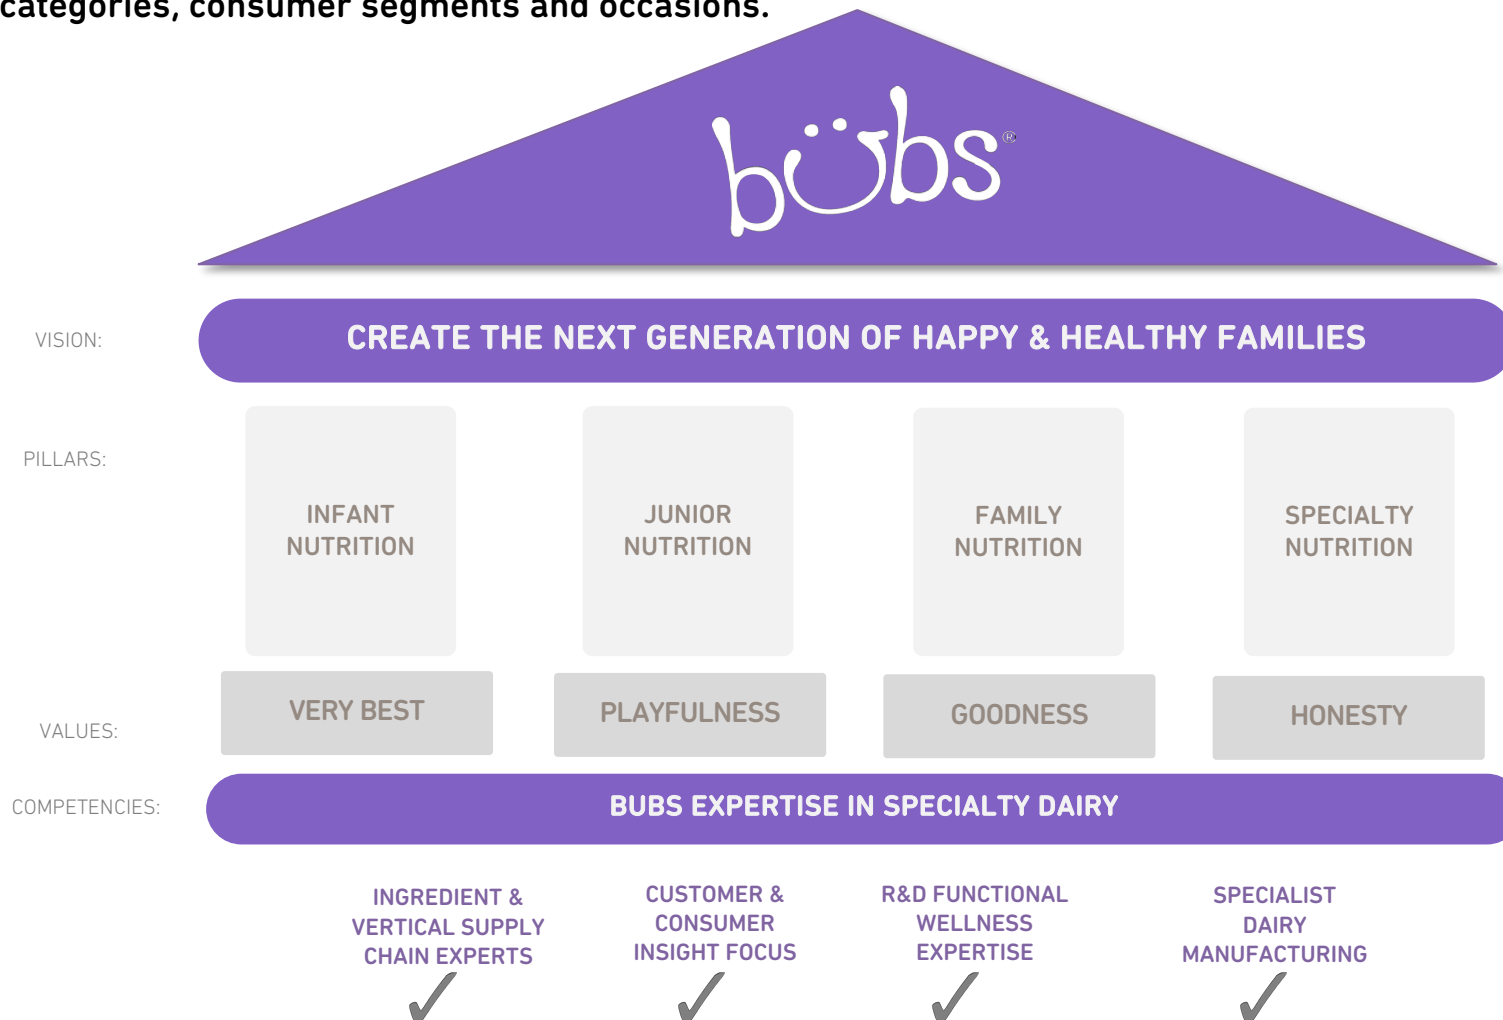 categories, consumer segments and occasions.
bübs®
VISION:
CREATE THE NEXT GENERATION OF HAPPY & HEALTHY FAMILIES
PILLARS:
INFANT
NUTRITION
JUNIOR
NUTRITION
FAMILY
NUTRITION
SPECIALTY
NUTRITION
VALUES:
VERY BEST
PLAYFULNESS
GOODNESS
HONESTY
COMPETENCIES:
BUBS EXPERTISE IN SPECIALTY DAIRY
INGREDIENT &
VERTICAL SUPPLY
CHAIN EXPERTS
CUSTOMER &
CONSUMER
INSIGHT FOCUS
R&D FUNCTIONAL
WELLNESS
EXPERTISE
SPECIALIST
DAIRY
MANUFACTURING